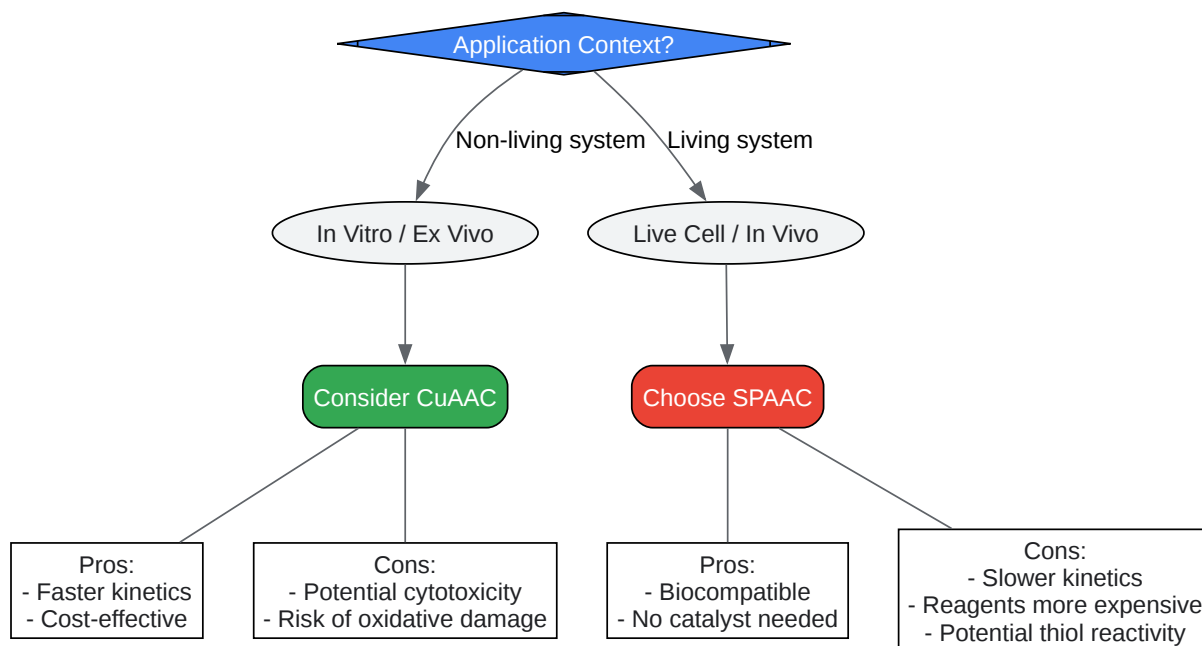 Application Context?
Non-living system
Living system
In Vitro / Ex Vivo
Live Cell / In Vivo
Consider CuAAC
Choose SPAAC
Pros:
- Faster kinetics
- Cost-effective
Cons:
- Potential cytotoxicity
- Risk of oxidative damage
Pros:
- Biocompatible
- No catalyst needed
Cons:
- Slower kinetics
- Reagents more expensive
- Potential thiol reactivity